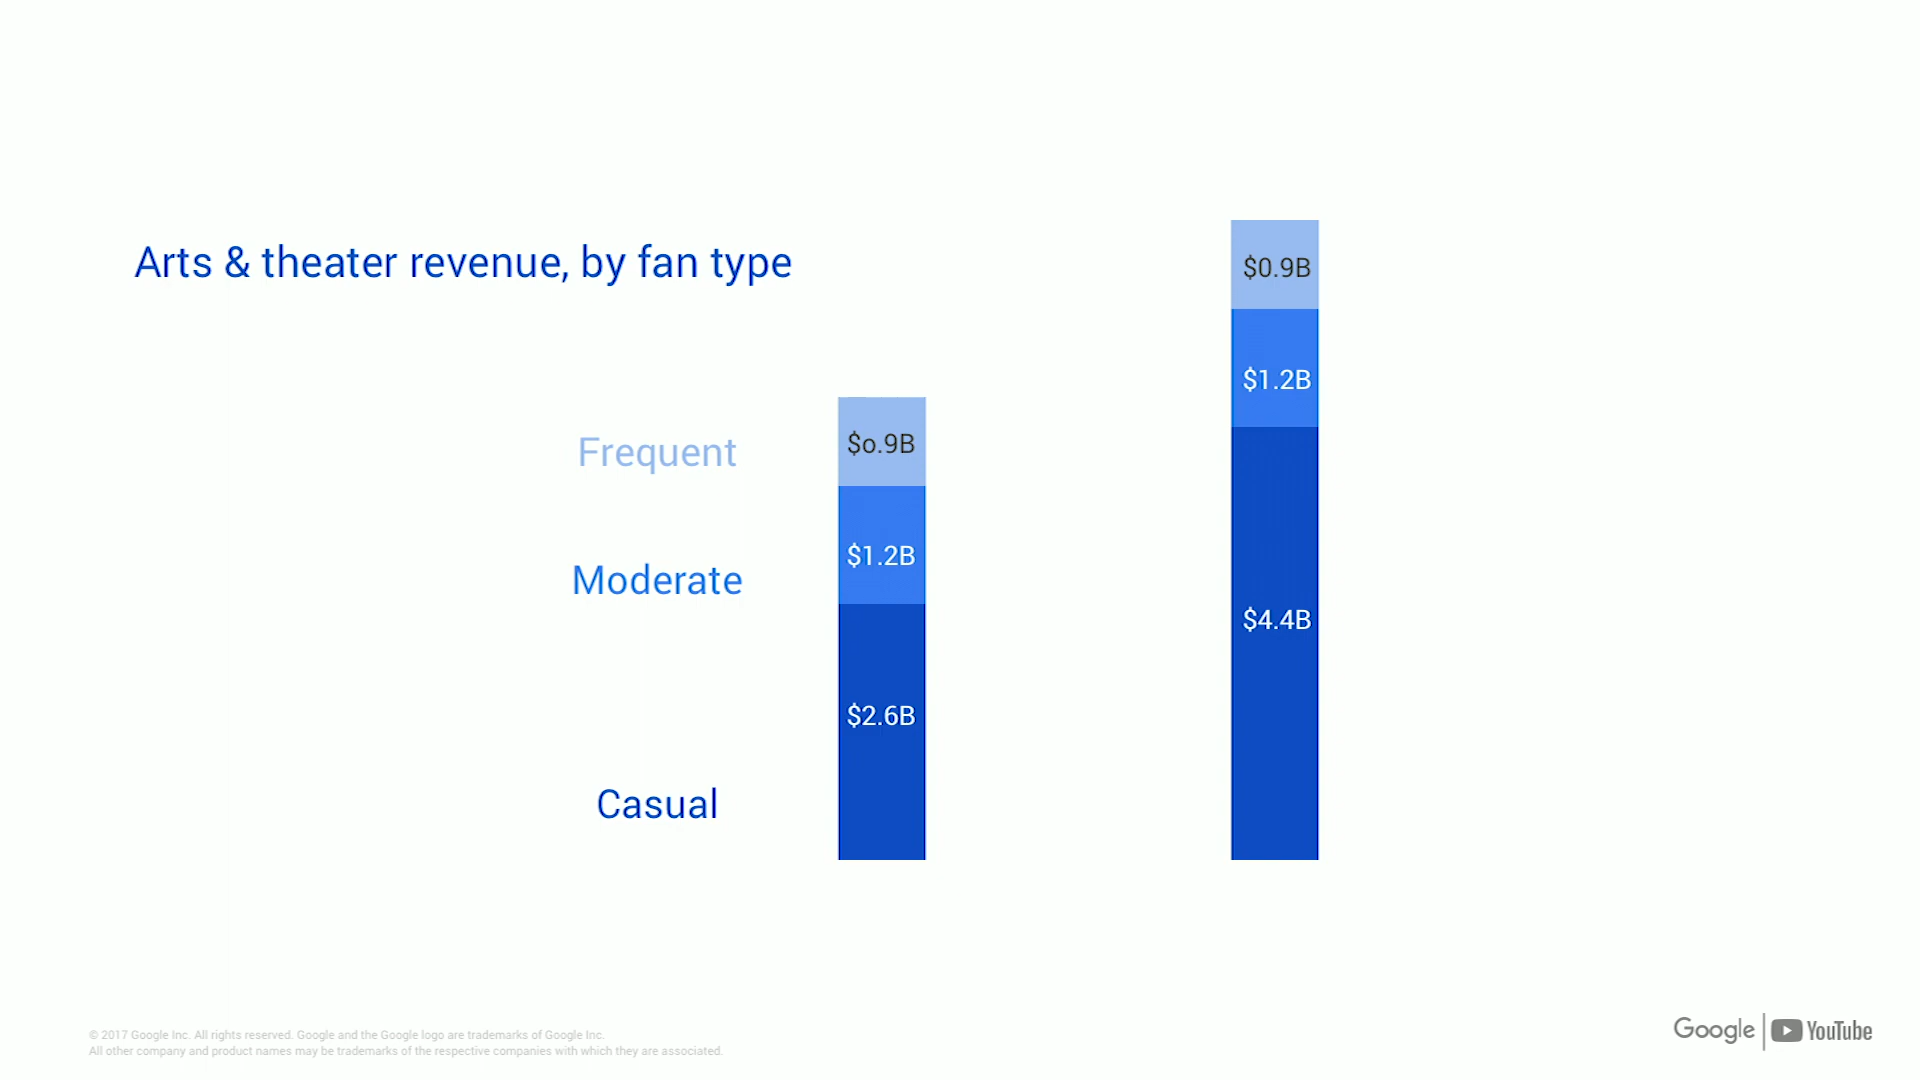 Arts & theater revenue, by fan type
$0.9B
$1.2B
$4.4B
Frequent
Moderate
Casual
$o.9B
$1.2B
$2.6B
© 2017 Google Inc. All rights reserved. Google and the Google logo are trademarks of Google Inc.
All other company and product names may be trademarks of the respective companies with which they are associated.
Google | YouTube